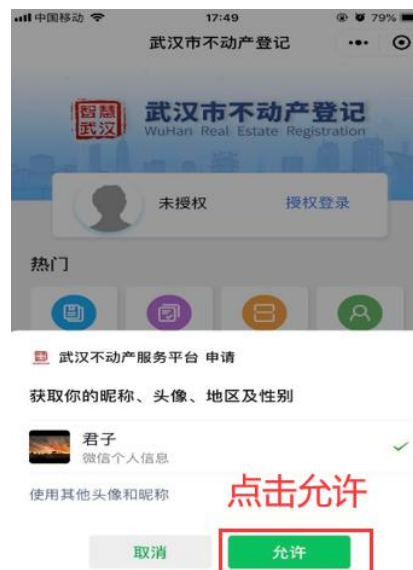 中国移动 17:49 79%
武汉市不动产登记
智慧武汉
武汉市不动产登记
WuHan Real Estate Registration
未授权 授权登录
热门
武汉不动产服务平台 申请
获取你的昵称、头像、地区及性别
君子
微信个人信息
使用其他头像和昵称
点击允许
取消 允许